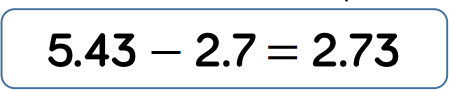 5.43 − 2.7 = 2.73